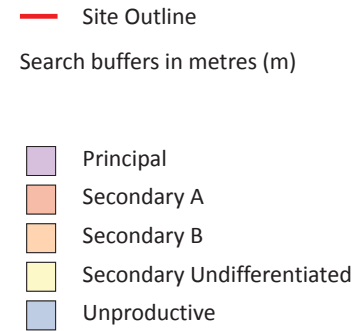 Site Outline
Search buffers in metres (m)
Principal
Secondary A
Secondary B
Secondary Undifferentiated
Unproductive